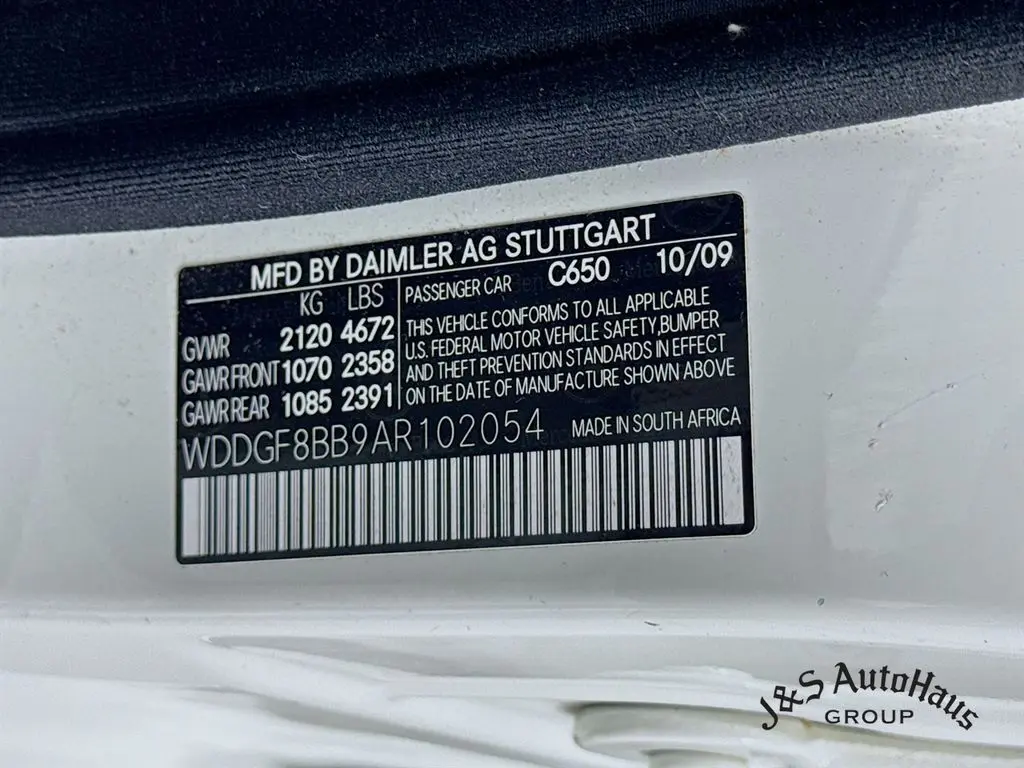 MFD BY DAIMLER AG STUTTGART
KG LBS
GVWR 2120 4672
GAWR FRONT 1070 2358
GAWR REAR 1085 2391
PASSENGER CAR C650 10/09
THIS VEHICLE CONFORMS TO ALL APPLICABLE
U.S. FEDERAL MOTOR VEHICLE SAFETY,BUMPER
AND THEFT PREVENTION STANDARDS IN EFFECT
ON THE DATE OF MANUFACTURE SHOWN ABOVE
WDDGF8BB9AR102054 MADE IN SOUTH AFRICA
J&S AutoHaus
GROUP